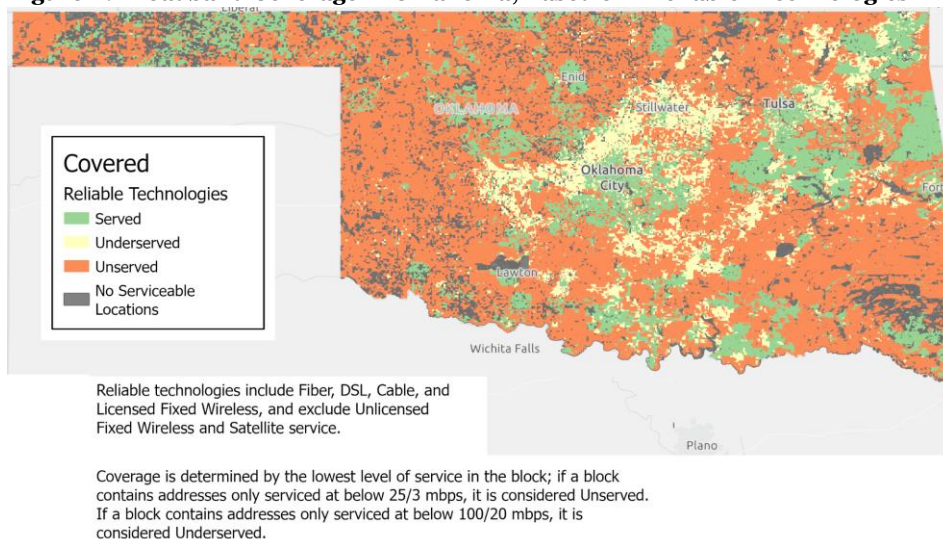 Liberal
Enid
OKLAHOMA
Stillwater
Tulsa
Oklahoma
City
Fort
Lawton
Wichita Falls
Plano
Covered
Reliable Technologies
Served
Underserved
Unserved
No Serviceable
Locations
Reliable technologies include Fiber, DSL, Cable, and
Licensed Fixed Wireless, and exclude Unlicensed
Fixed Wireless and Satellite service.
Coverage is determined by the lowest level of service in the block; if a block
contains addresses only serviced at below 25/3 mbps, it is considered Unserved.
If a block contains addresses only serviced at below 100/20 mbps, it is
considered Underserved.